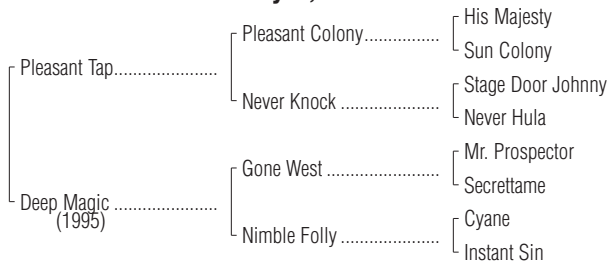 His Majesty
Pleasant Colony.................
Sun Colony
Pleasant Tap.......................
Stage Door Johnny
Never Knock ......................
Never Hula
Mr. Prospector
Gone West .........................
Secrettame
Deep Magic .......................
(1995)
Cyane
Nimble Folly ......................
Instant Sin